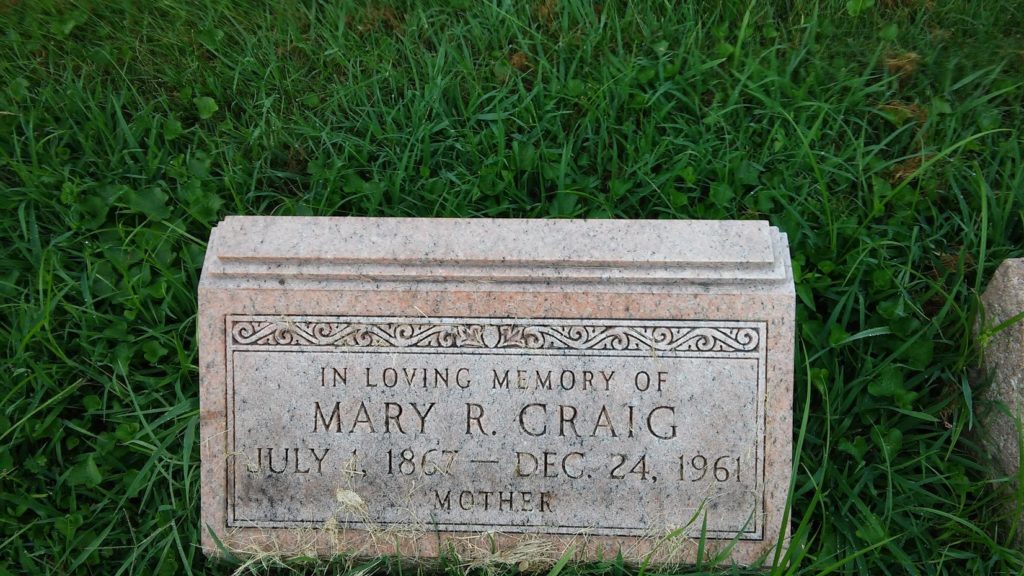 IN LOVING MEMORY OF
MARY R. CRAIG
JULY 4, 1867 — DEC. 24, 1961
MOTHER